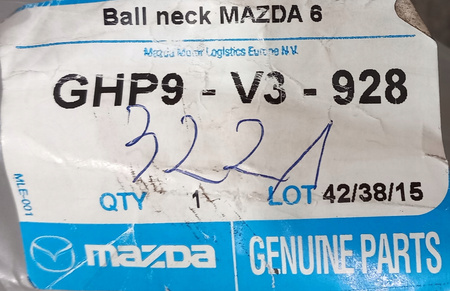 Ball neck MAZDA 6
Mazda Motor Logistics Europe N.V.
GHP9 - V3 - 928
3221
QTY 1 LOT 42/38/15
MLE-001
mazda GENUINE PARTS